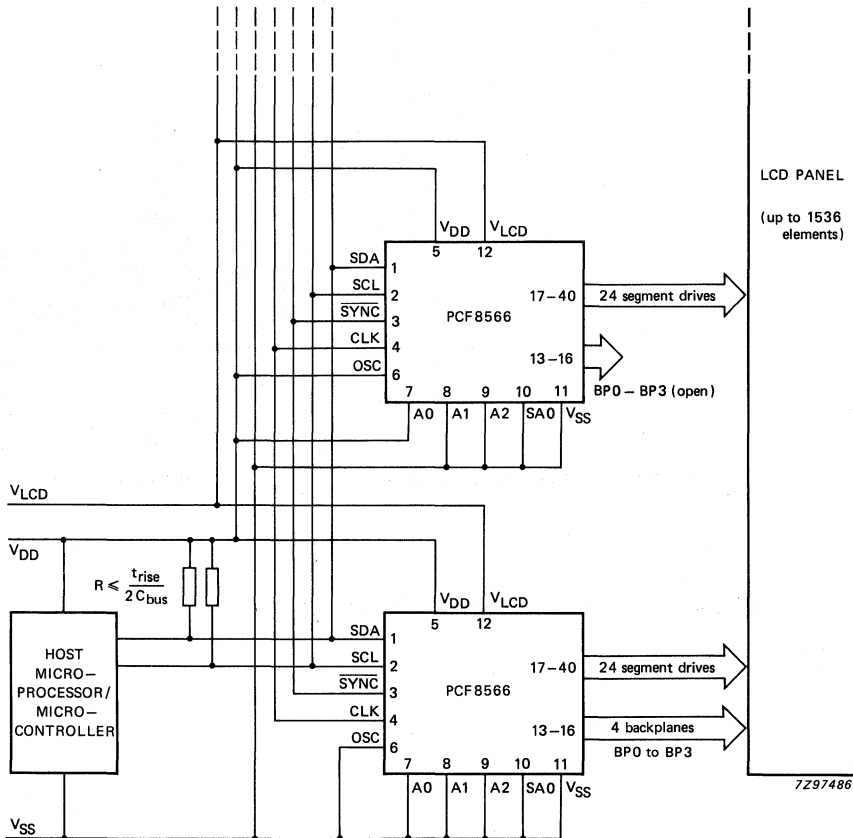 LCD PANEL
(up to 1536
elements)
VDD
VLCD
5
12
SDA
1
SCL
2
SYNC
3
CLK
4
OSC
6
PCF8566
17–40
24 segment drives
13–16
BP0 – BP3 (open)
7
8
9
10
11
A0
A1
A2
SA0
VSS
VLCD
VDD
R ⩽ trise
2 Cbus
HOST
MICRO–
PROCESSOR/
MICRO–
CONTROLLER
VSS
VDD
VLCD
5
12
SDA
1
SCL
2
SYNC
3
CLK
4
OSC
6
PCF8566
17–40
24 segment drives
13–16
4 backplanes
BP0 to BP3
7
8
9
10
11
A0
A1
A2
SA0
VSS
7Z97486